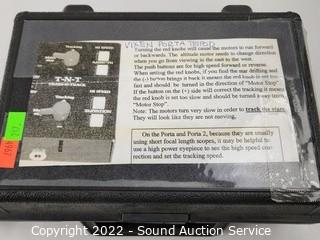 VIXEN PORTA
Turning the red knobs will cause the motors to run forward
or backwards. The altitude motor needs to change direction
when you go from viewing in the east to the west.
The push buttons are for high speed forward or reverse.
When setting the red knobs, if you find the star drifting and
the (-) button brings it back it means the red knob is set too
fast and should be turned in the direction of "Motor Stop"
If the button on the (+) side will correct the tracking it means
the red knob is set too slow and should be turned away from
"Motor Stop".
Note: The motors turn very slow in order to track the stars
They will look like they are not moving,
On the Porta and Porta 2, because they are usually
using short focal length scopes, it may be helpful to
use a high power eyepiece to see the high speed correction
and set the tracking speed.
Tracking
HI SPEED
T-N-T
HI SPEED
Copyright 2022 - Sound Auction Service